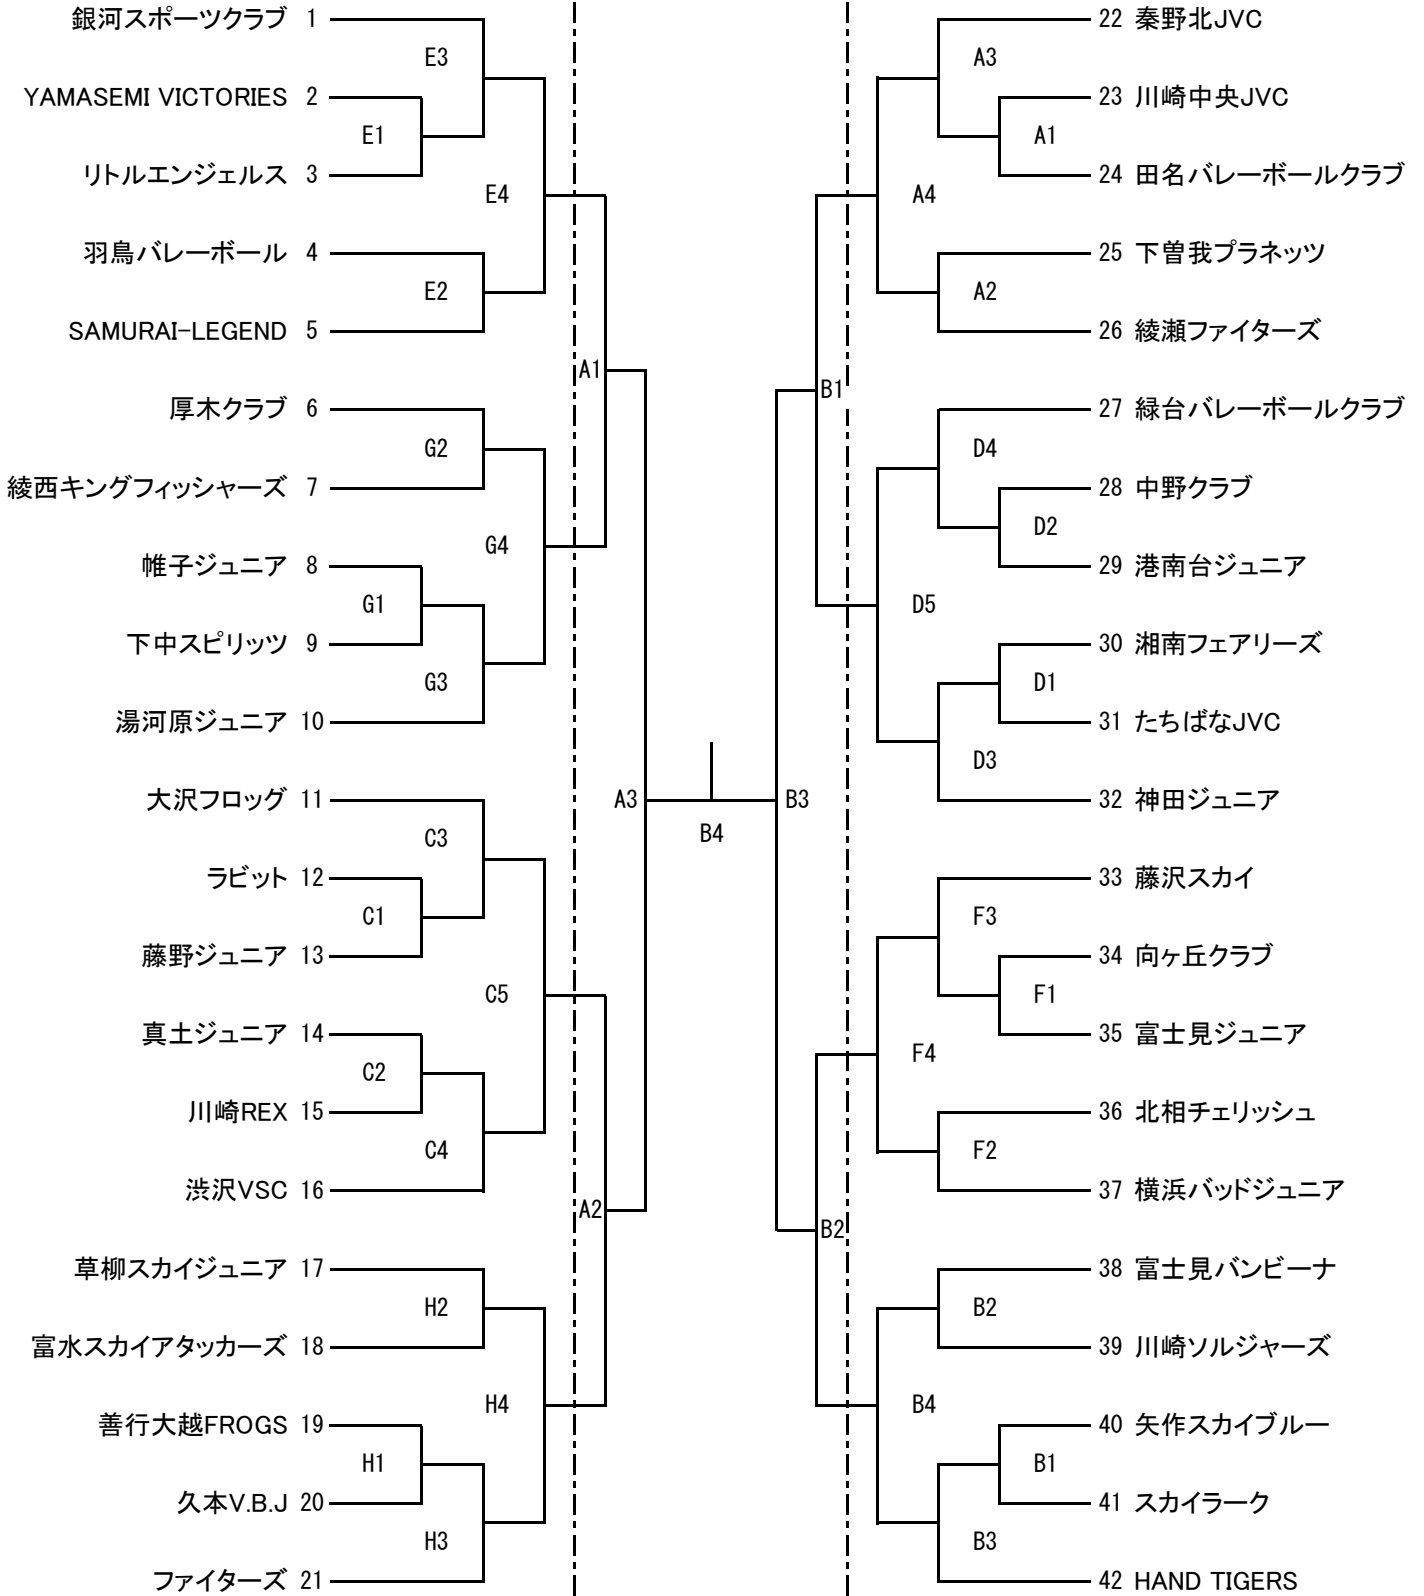 銀河スポーツクラブ 1
E3
YAMASEMI VICTORIES 2
E1
リトルエンジェルス 3
E4
羽鳥バレーボール 4
E2
SAMURAI-LEGEND 5
A1
厚木クラブ 6
G2
綾西キングフィッシャーズ 7
G4
帷子ジュニア 8
G1
下中スピリッツ 9
G3
湯河原ジュニア 10
大沢フロッグ 11
A3
C3
ラビット 12
C1
藤野ジュニア 13
C5
真土ジュニア 14
C2
川崎REX 15
C4
渋沢VSC 16
A2
草柳スカイジュニア 17
H2
富水スカイアタッカーズ 18
H4
善行大越FROGS 19
H1
久本V.B.J 20
H3
ファイターズ 21
B4
22 秦野北JVC
A3
23 川崎中央JVC
A1
24 田名バレーボールクラブ
A4
25 下曽我プラネッツ
A2
26 綾瀬ファイターズ
B1
27 緑台バレーボールクラブ
D4
28 中野クラブ
D2
29 港南台ジュニア
D5
30 湘南フェアリーズ
D1
31 たちばなJVC
D3
32 神田ジュニア
B3
33 藤沢スカイ
F3
34 向ヶ丘クラブ
F1
35 富士見ジュニア
F4
36 北相チェリッシュ
F2
37 横浜バッドジュニア
B2
38 富士見バンビーナ
B2
39 川崎ソルジャーズ
B4
40 矢作スカイブルー
B1
41 スカイラーク
B3
42 HAND TIGERS